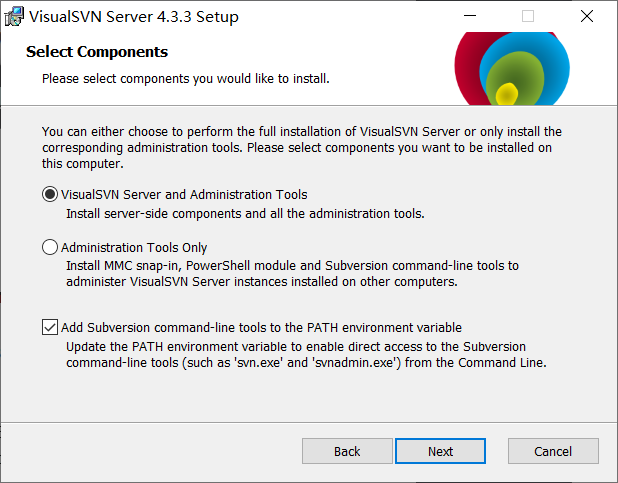 VisualSVN Server 4.3.3 Setup
Select Components
Please select components you would like to install.
You can either choose to perform the full installation of VisualSVN Server or only install the
corresponding administration tools. Please select components you want to be installed on
this computer.
VisualSVN Server and Administration Tools
Install server-side components and all the administration tools.
Administration Tools Only
Install MMC snap-in, PowerShell module and Subversion command-line tools to
administer VisualSVN Server instances installed on other computers.
Add Subversion command-line tools to the PATH environment variable
Update the PATH environment variable to enable direct access to the Subversion
command-line tools (such as 'svn.exe' and 'svnadmin.exe') from the Command Line.
Back
Next
Cancel